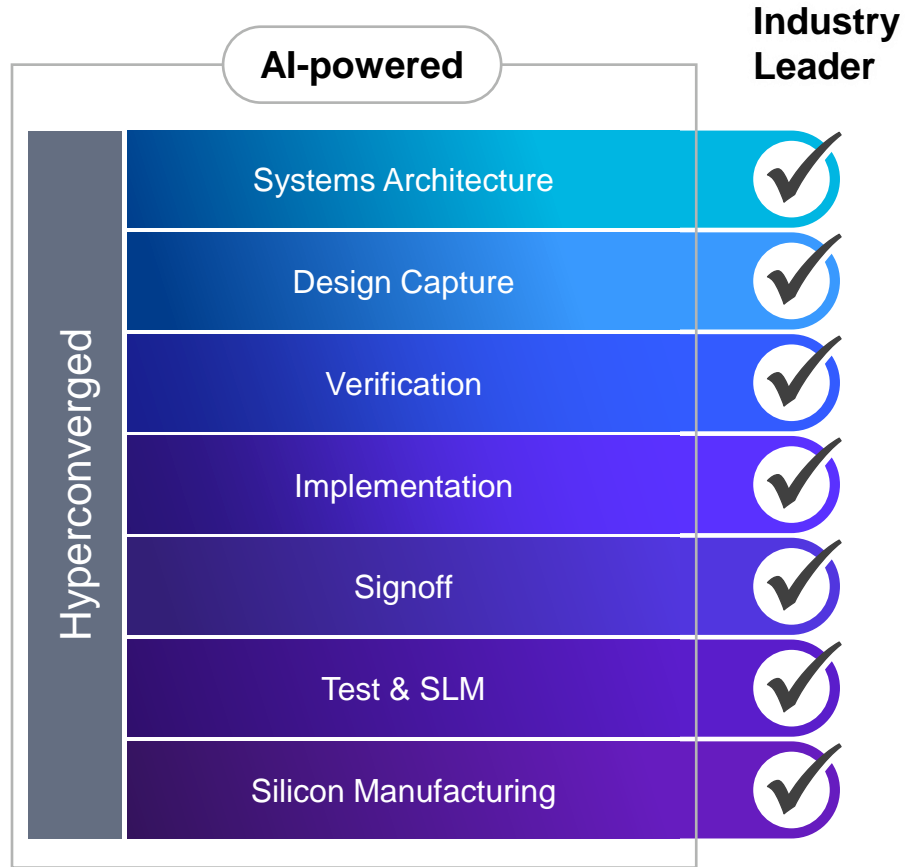 Industry
Leader
AI-powered
Hyperconverged
Systems Architecture
Design Capture
Verification
Implementation
Signoff
Test & SLM
Silicon Manufacturing